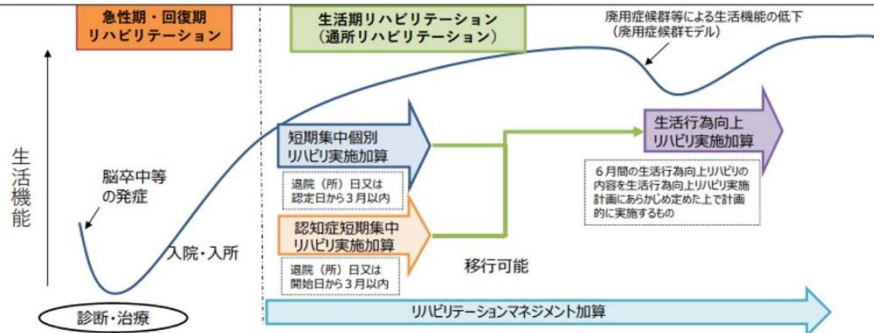 急性期・回復期
リハビリテーション
生活期リハビリテーション
（通所リハビリテーション）
廃用症候群等による生活機能の低下
（廃用症候群モデル）
生活機能
脳卒中等
の発症
入院・入所
診断・治療
短期集中個別
リハビリ実施加算
退院（所）日又は
認定日から３月以内
認知症短期集中
リハビリ実施加算
退院（所）日又は
開始日から３月以内
移行可能
生活行為向上
リハビリ実施加算
６月間の生活行為向上リハビリの
内容を生活行為向上リハビリ実施
計画にあらかじめ定めた上で計画
的に実施するもの
リハビリテーションマネジメント加算